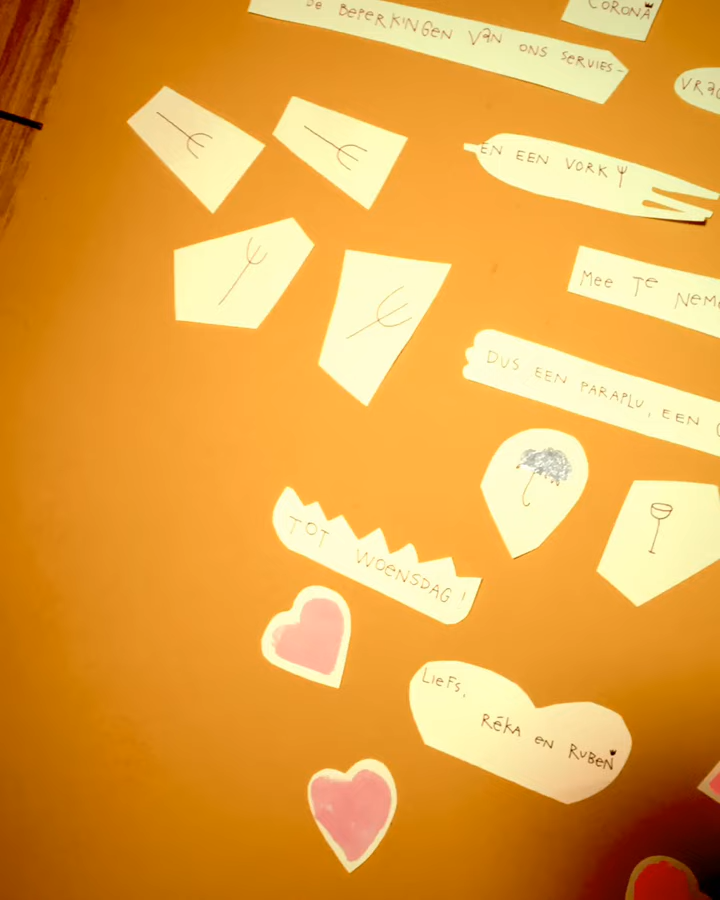 CORONA
DE BEPERKINGEN VAN ONS SERVIES-
EN EEN VORK
MEE TE
DUS EEN PARAPLU, EEN
TOT WOENSDAG!
LIEFS,
RÉKA EN RUBEN